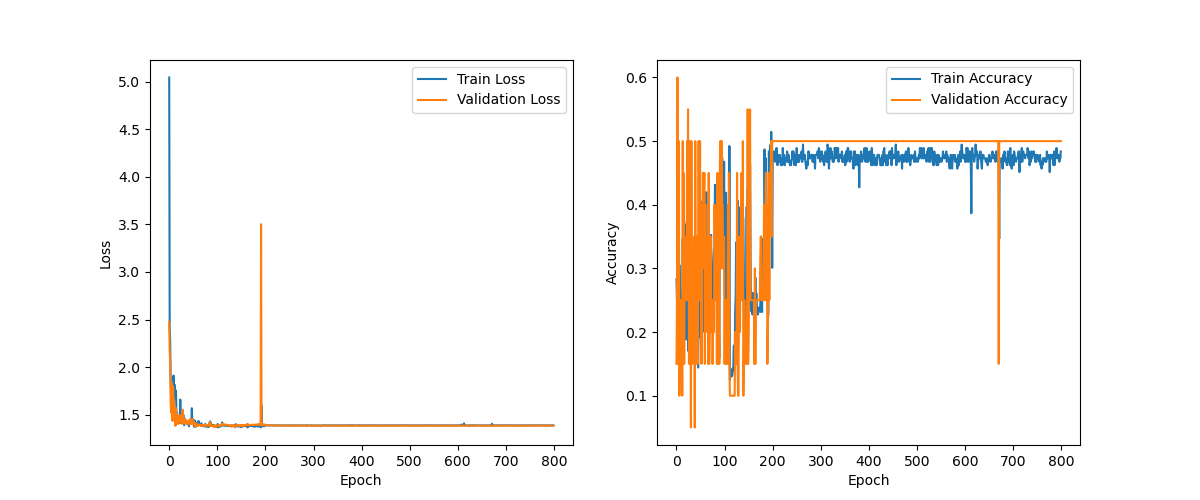 Train Loss
Validation Loss
5.0
4.5
4.0
3.5
3.0
2.5
2.0
1.5
Loss
0 100 200 300 400 500 600 700 800
Epoch
Train Accuracy
Validation Accuracy
0.6
0.5
0.4
0.3
0.2
0.1
Accuracy
0 100 200 300 400 500 600 700 800
Epoch